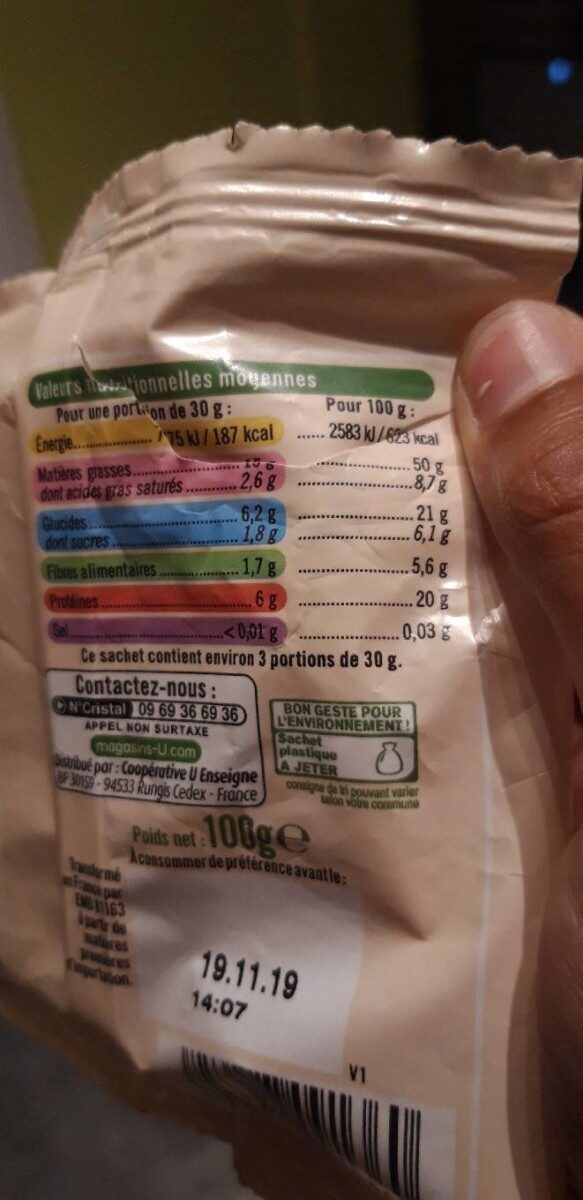 Valeurs nutritionnelles moyennes
Pour une portion de 30 g : Pour 100 g :
Énergie............... 775 kJ / 187 kcal ...... 2583 kJ / 623 kcal
Matières grasses............... 15 g ............... 50 g
dont acides gras saturés............ 2,6 g ............... 8,7 g
Glucides............... 6,2 g ............... 21 g
dont sucres............... 1,8 g ............... 6,1 g
Fibres alimentaires............... 1,7 g ............... 5,6 g
Protéines............... 6 g ............... 20 g
Sel............... <0,01 g ............... 0,03 g
Ce sachet contient environ 3 portions de 30 g.
Contactez-nous :
N°Cristal 09 69 36 69 36
APPEL NON SURTAXE
magasins-U.com
Distribué par : Coopérative U Enseigne
BP 30159 - 94533 Rungis Cedex - France
BON GESTE POUR
L'ENVIRONNEMENT !
Sachet
plastique
A JETER
consigne de tri pouvant varier
selon votre commune
Poids net : 100g e
A consommer de préférence avant le :
Transformé
en France par
EMB 81163
à partir de
matières
premières
d'importation.
19.11.19
14:07
V1